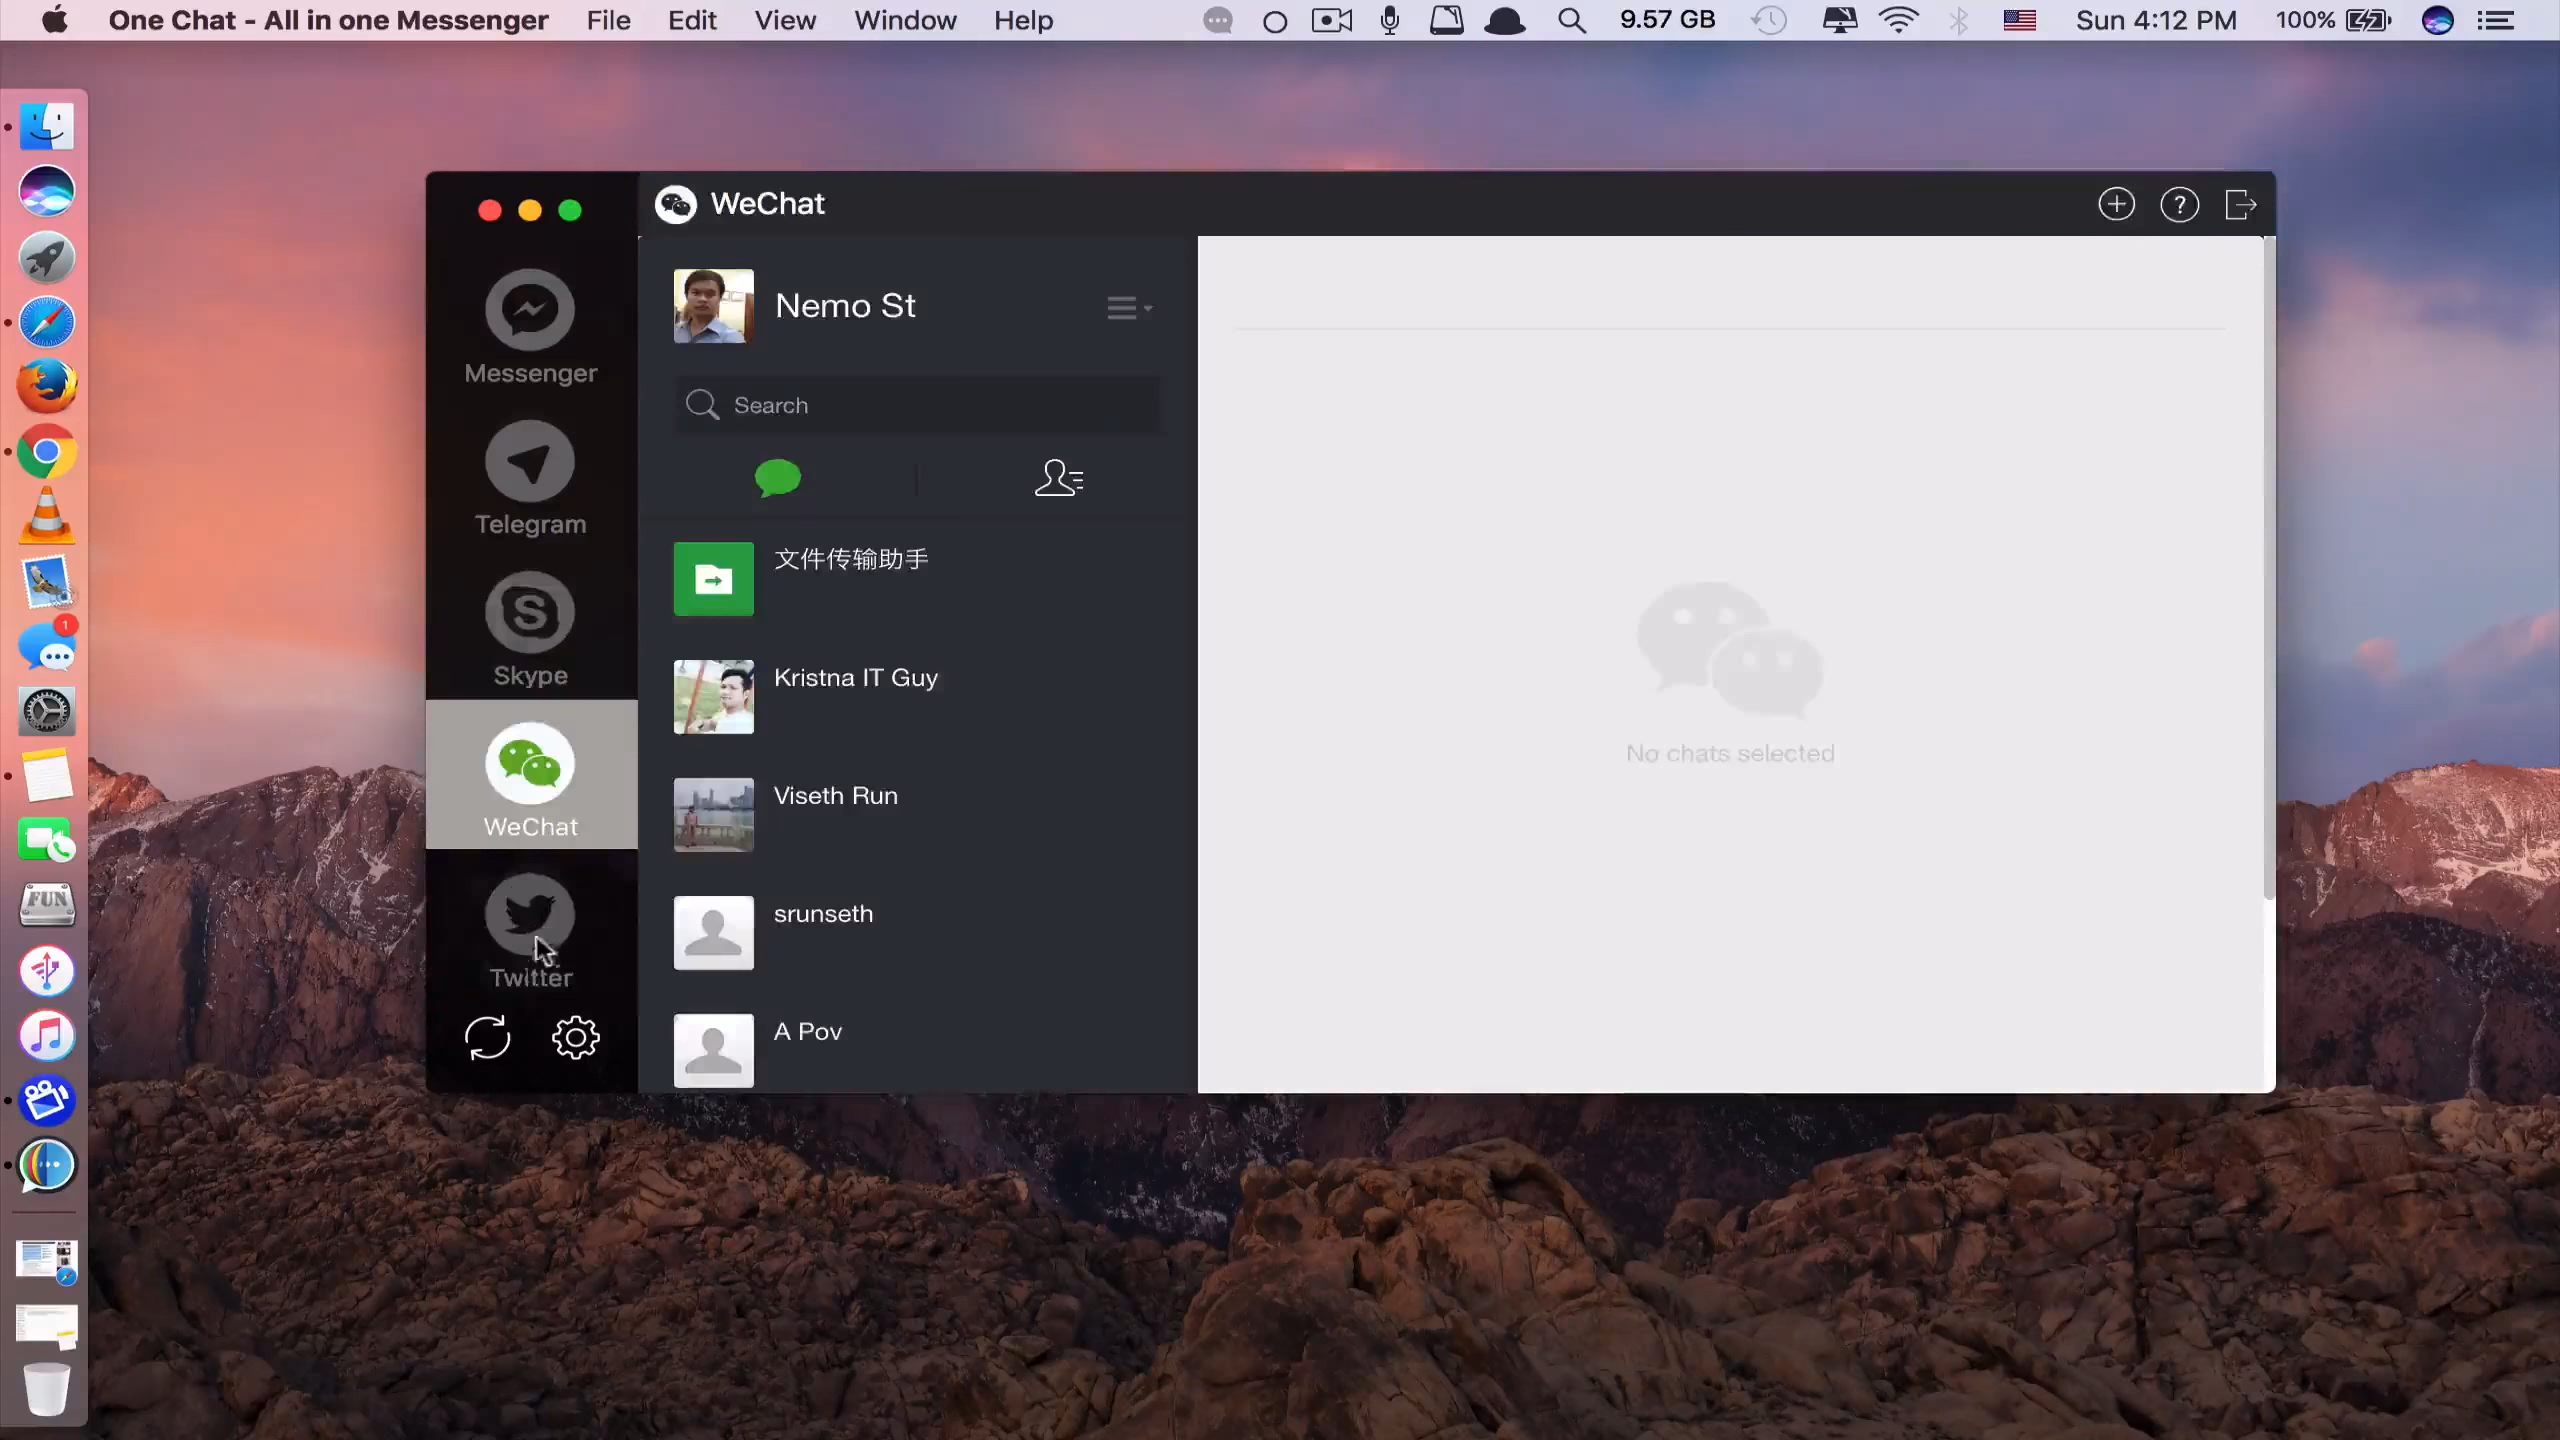 One Chat - All in one Messenger File Edit View Window Help 9.57 GB Sun 4:12 PM 100%
WeChat
Messenger
Telegram
Skype
WeChat
Twitter
Nemo St
Search
文件传输助手
Kristna IT Guy
Viseth Run
srunseth
A Pov
No chats selected
1
FUN